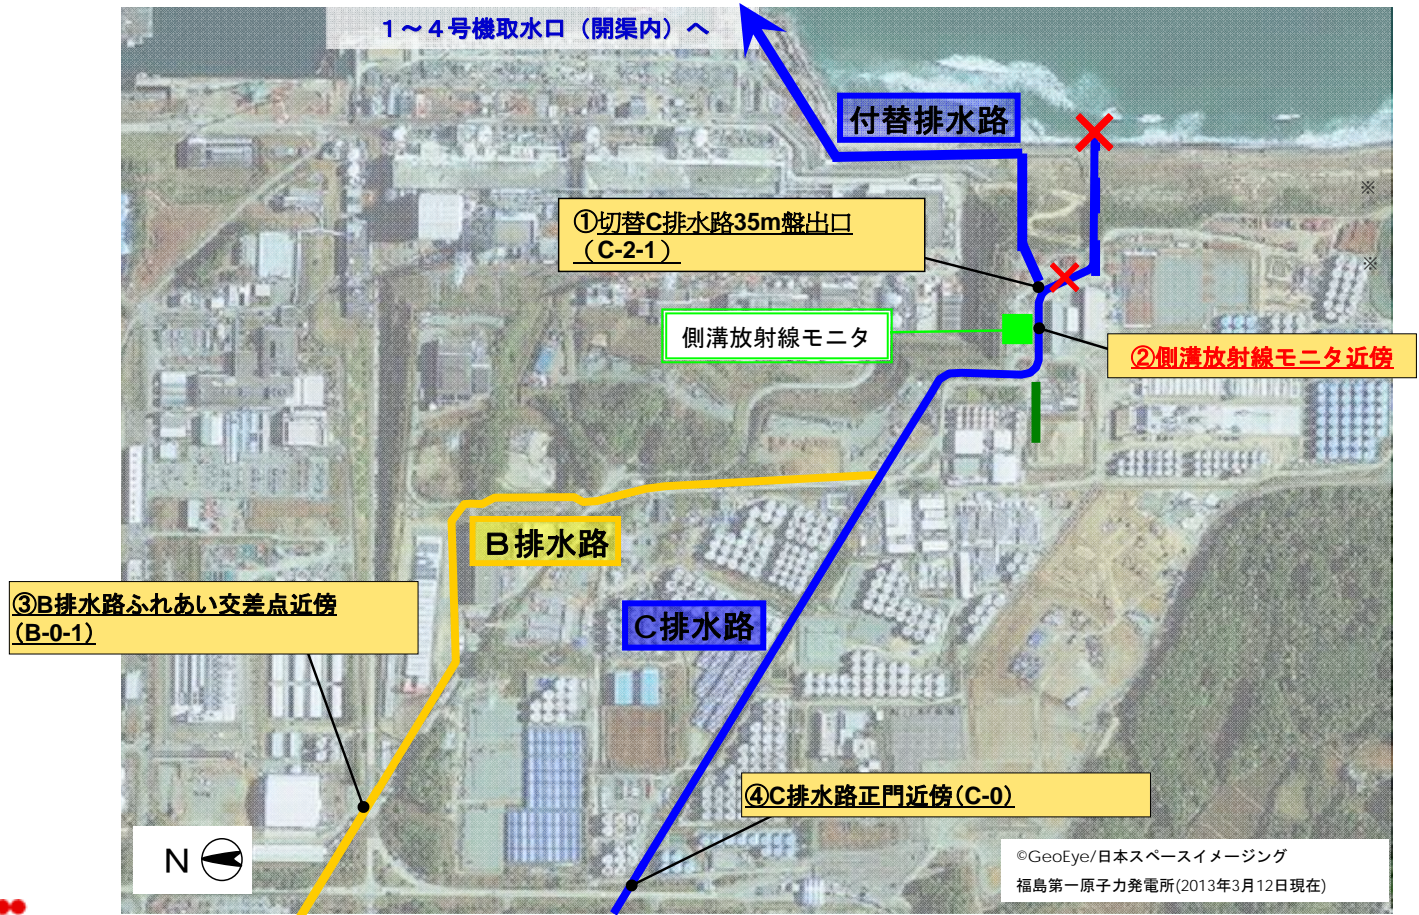 1～4号機取水口（開渠内）へ
付替排水路
※
①切替C排水路35m盤出口
（C-2-1）
※
側溝放射線モニタ
②側溝放射線モニタ近傍
B排水路
③B排水路ふれあい交差点近傍
(B-0-1)
C排水路
④C排水路正門近傍(C-0)
N
©GeoEye/日本スペースイメージング
福島第一原子力発電所(2013年3月12日現在)